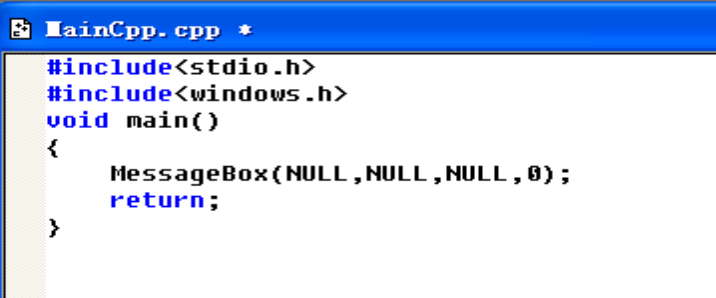 MainCpp.cpp *
#include<stdio.h>
#include<windows.h>
void main()
{
    MessageBox(NULL,NULL,NULL,0);
    return;
}